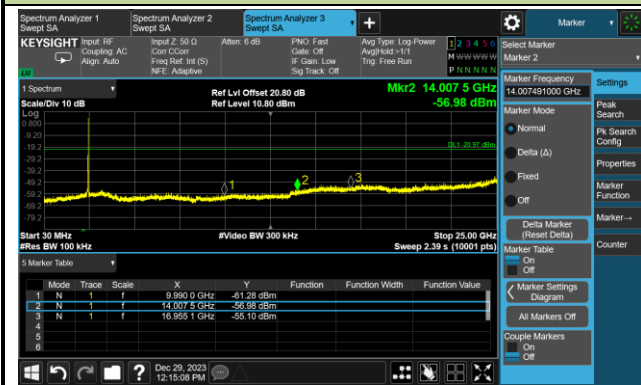 Spectrum Analyzer 1
Swept SA
Spectrum Analyzer 2
Swept SA
Spectrum Analyzer 3
Swept SA
Marker
KEYSIGHT
Input: RF
Coupling: AC
Align: Auto
Input Z: 50 Ω
Corr CCorr
Freq Ref: Int (S)
NFE: Adaptive
Atten: 6 dB
PNO: Fast
Gate: Off
IF Gain: Low
Sig Track: Off
Avg Type: Log-Power
Avg|Hold:>1/1
Trig: Free Run
1 2 3 4 5 6
M W W W W W
P N N N N N
Select Marker
Marker 2
1 Spectrum
Scale/Div 10 dB
Ref Lvl Offset 20.80 dB
Ref Level 10.80 dBm
Mkr2 14.007 5 GHz
-56.98 dBm
Log
0.800
-9.20
-19.2
-29.2
-39.2
-49.2
-59.2
-69.2
-79.2
1
2
3
Start 30 MHz
#Res BW 100 kHz
#Video BW 300 kHz
Stop 25.00 GHz
Sweep 2.39 s (10001 pts)
5 Marker Table
Mode Trace Scale X Y Function Function Width Function Value
1 N 1 f 9.990 0 GHz -61.28 dBm
2 N 1 f 14.007 5 GHz -56.98 dBm
3 N 1 f 16.955 1 GHz -55.10 dBm
4
5
6
Marker Frequency
14.007491000 GHz
Marker Mode
Normal
Delta (Δ)
Fixed
Off
Delta Marker
(Reset Delta)
Marker Table
On
Off
Marker Settings
Diagram
All Markers Off
Couple Markers
On
Off
Settings
Peak
Search
Pk Search
Config
Properties
Marker
Function
Marker→
Counter
Dec 29, 2023
12:15:08 PM